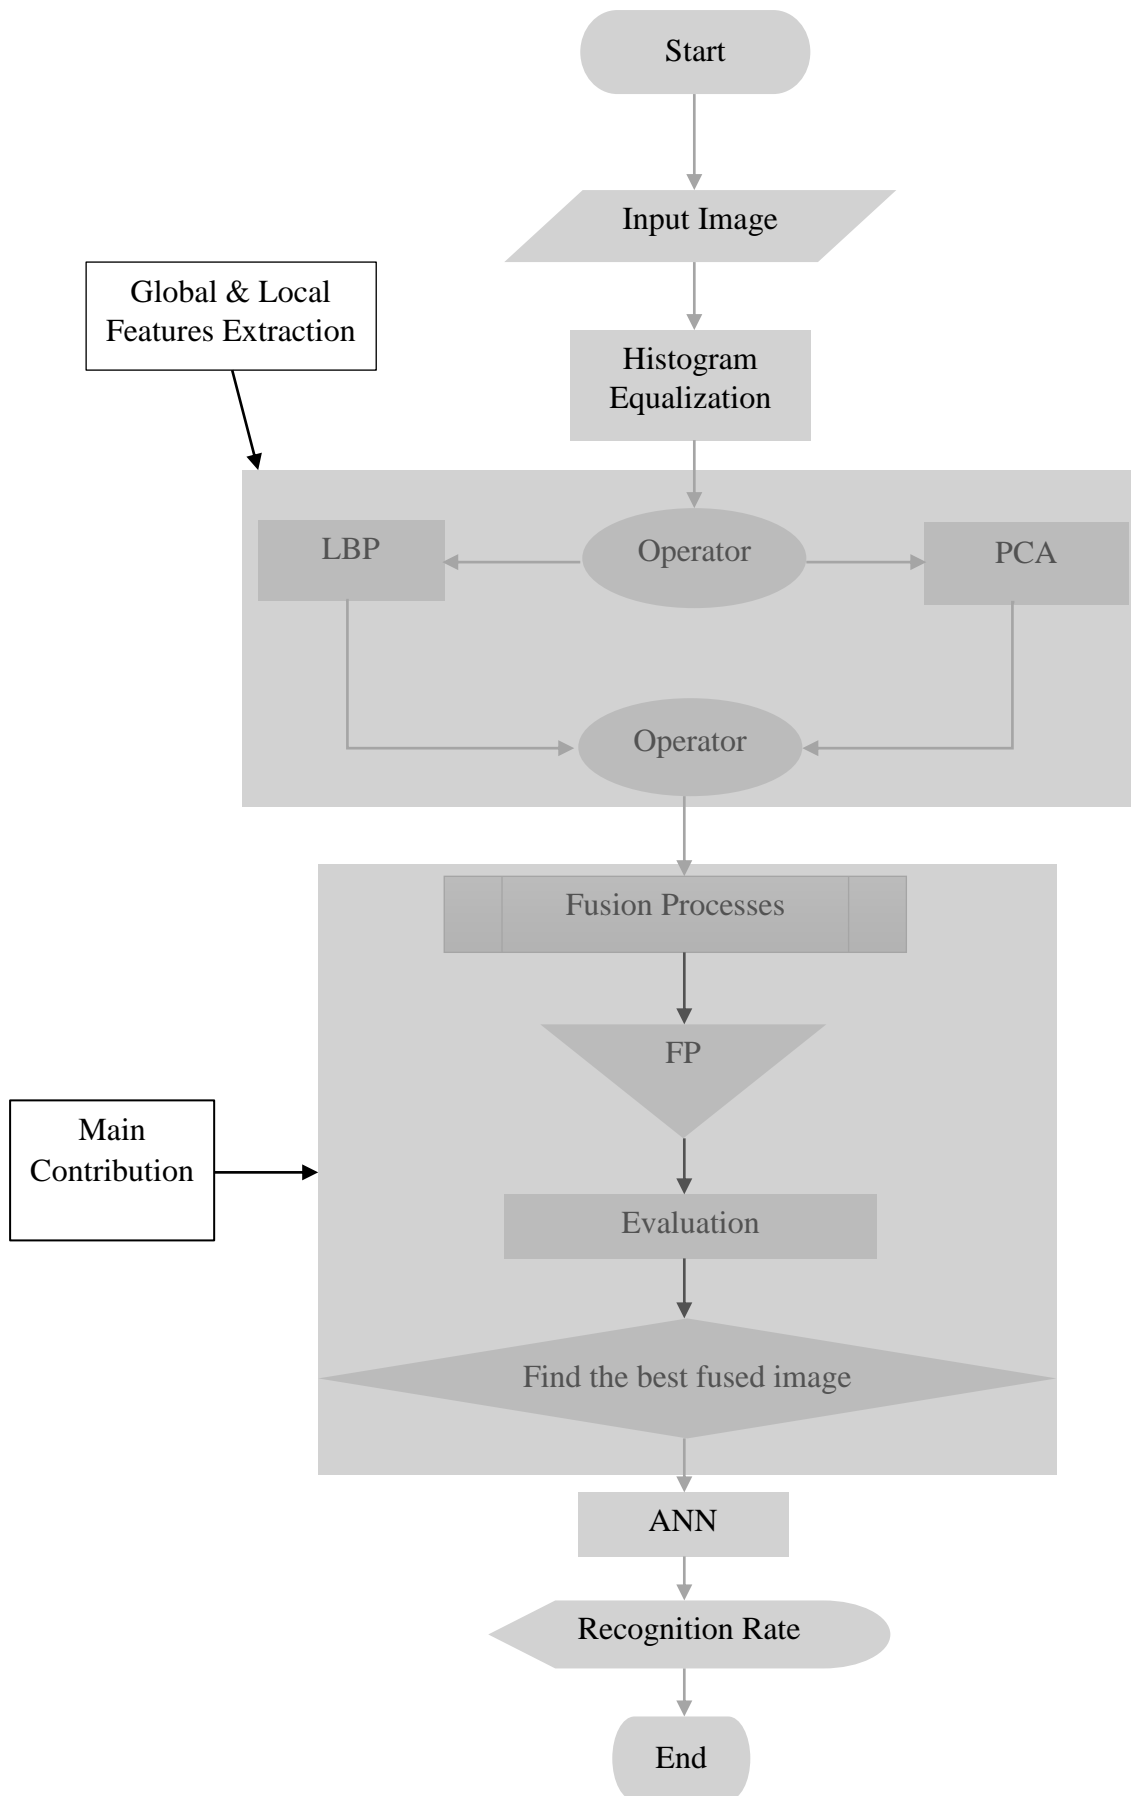 Start
Input Image
Global & Local
Features Extraction
Histogram
Equalization
LBP
Operator
PCA
Operator
Fusion Processes
FP
Main
Contribution
Evaluation
Find the best fused image
ANN
Recognition Rate
End